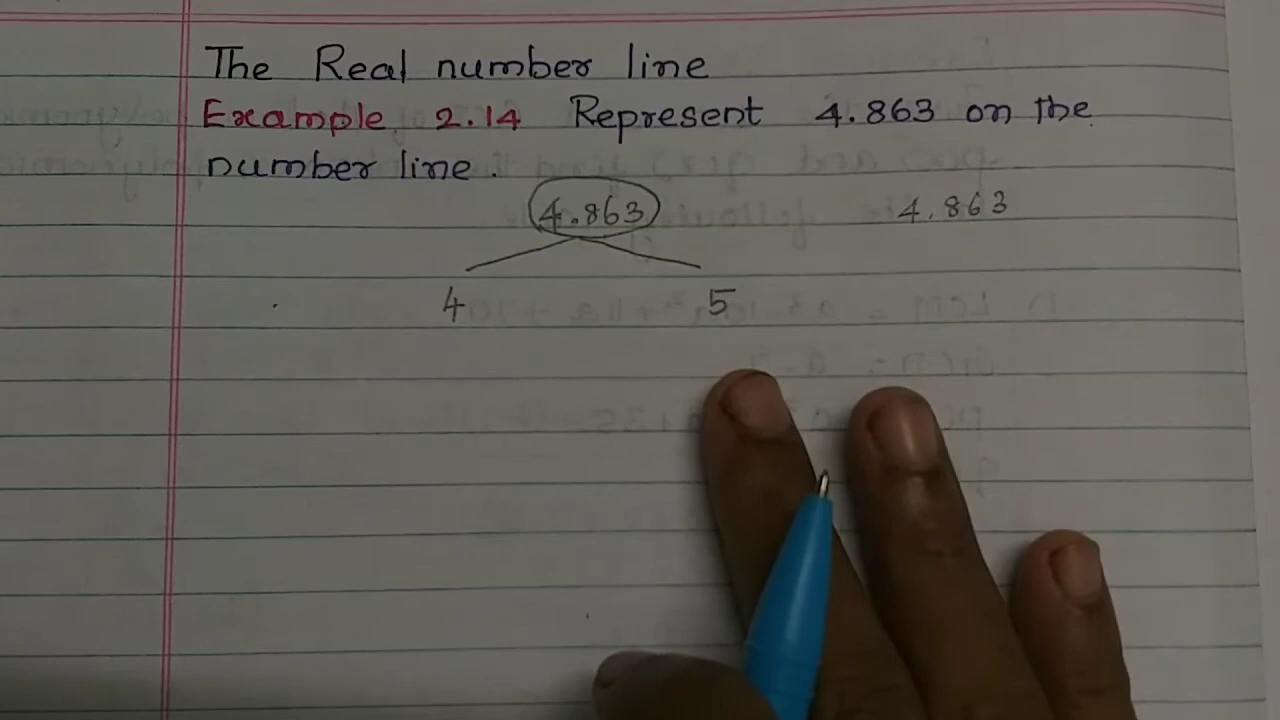 The Real number line
Example 2.14 Represent 4.863 on the
number line.
4.863 4.863
4 5